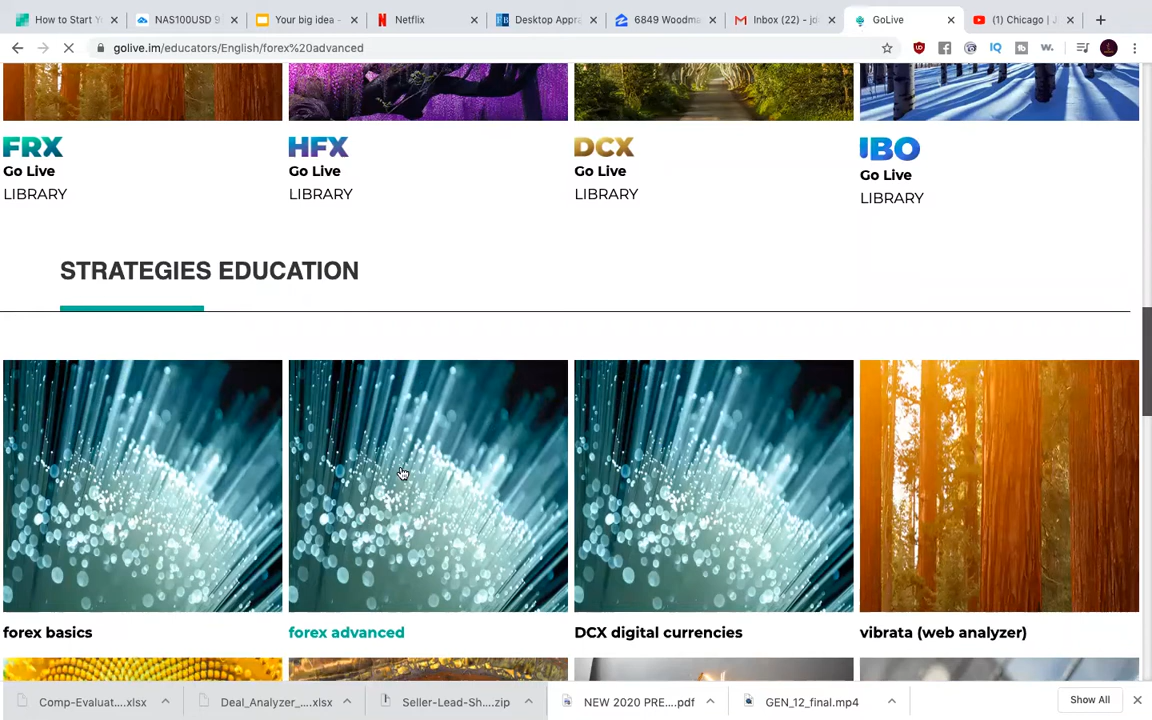 How to Start Y
NAS100USD 9
Your big idea -
Netflix
Desktop Appra
6849 Woodma
Inbox (22) - jd
GoLive
(1) Chicago | J
golive.im/educators/English/forex%20advanced
FRX
Go Live
LIBRARY
HFX
Go Live
LIBRARY
DCX
Go Live
LIBRARY
IBO
Go Live
LIBRARY
STRATEGIES EDUCATION
forex basics
forex advanced
DCX digital currencies
vibrata (web analyzer)
Comp-Evaluat....xlsx
Deal_Analyzer_....xlsx
Seller-Lead-Sh....zip
NEW 2020 PRE....pdf
GEN_12_final.mp4
Show All